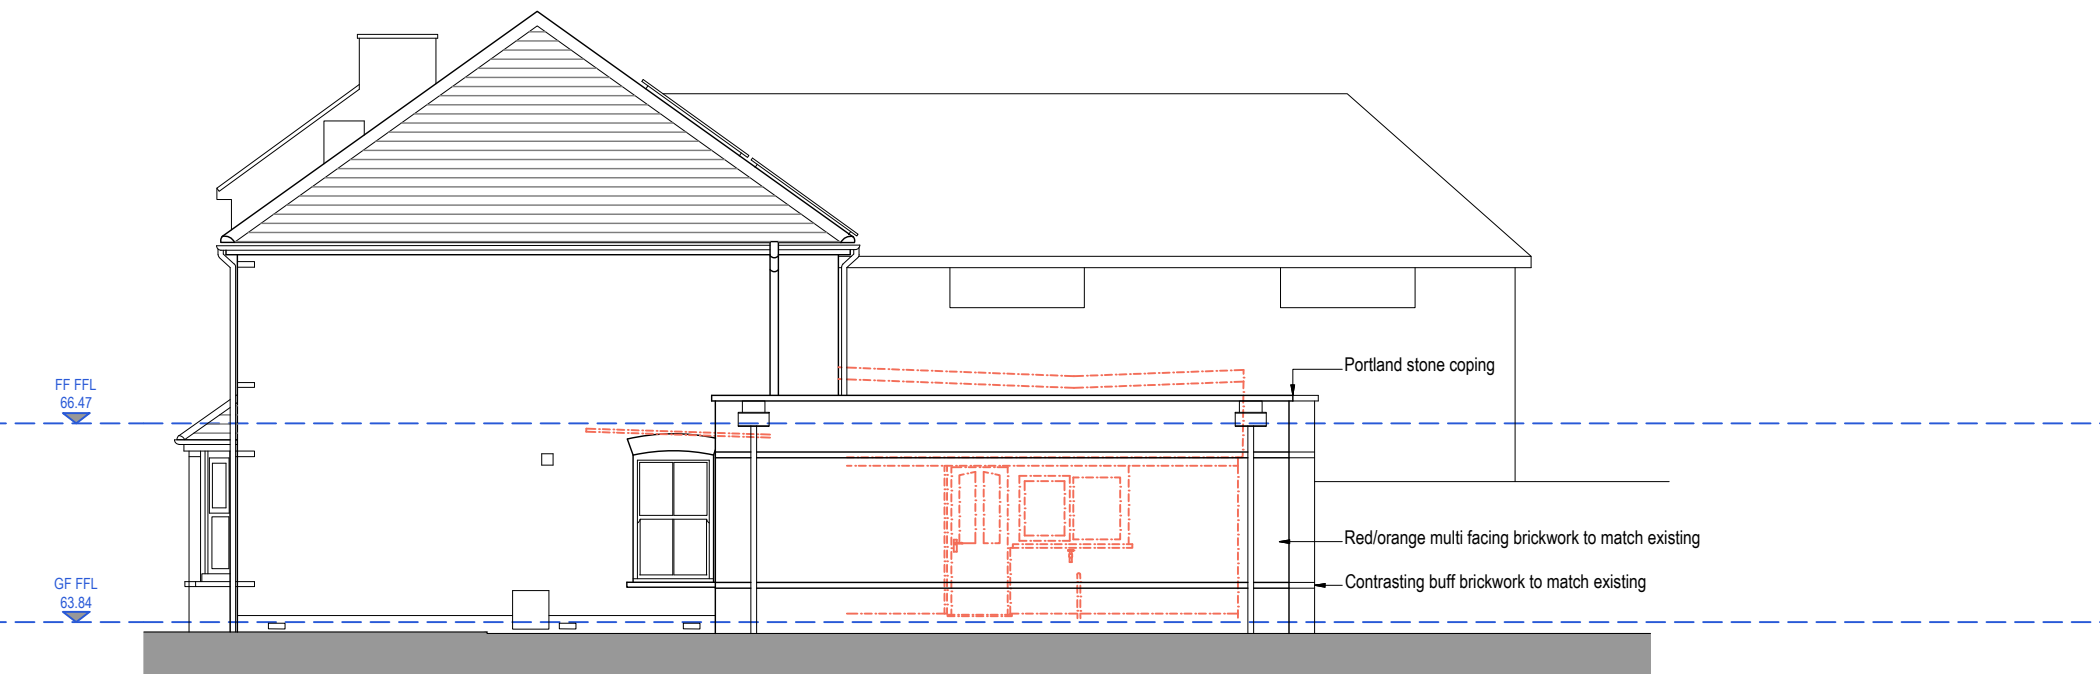 Portland stone coping
FF FFL
66.47
Red/orange multi facing brickwork to match existing
Contrasting buff brickwork to match existing
GF FFL
63.84